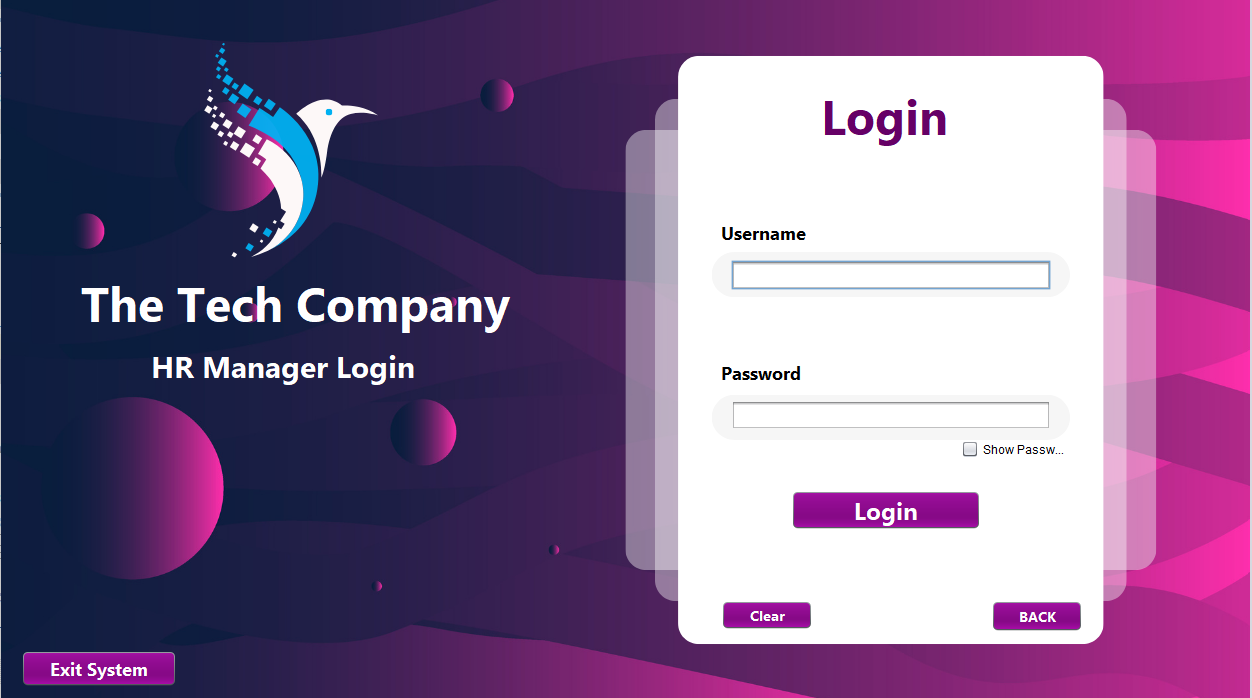 The Tech Company
HR Manager Login
Exit System
Login
Username
Password
Show Passw...
Login
Clear
BACK